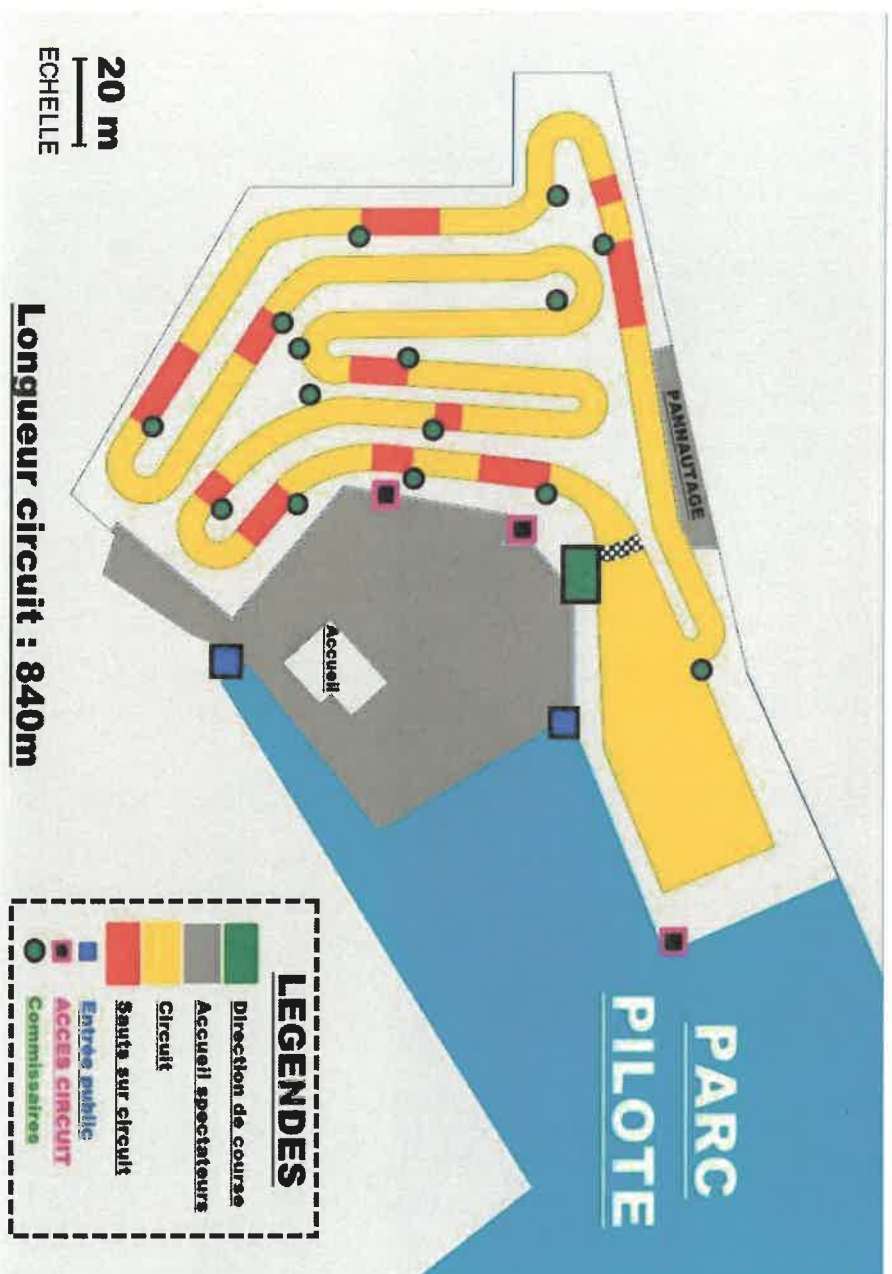 PARC
PILOTE
PANNAUTAGE
Accueil
20 m
ECHELLE
Longueur circuit : 840m
LEGENDES
Direction de course
Accueil spectateurs
Circuit
Sauts sur circuit
Entrée public
ACCES CIRCUIT
Commissaires